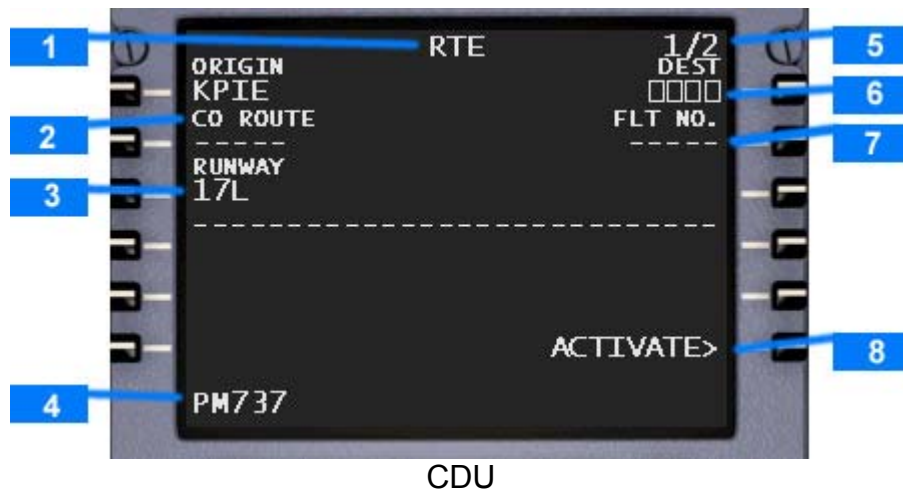 1 RTE 1/2 5
ORIGIN DEST
KPIE □□□□ 6
2 CO ROUTE FLT NO.
----- ----- 7
RUNWAY
3 17L
---------------------------
ACTIVATE> 8
4 PM737
CDU